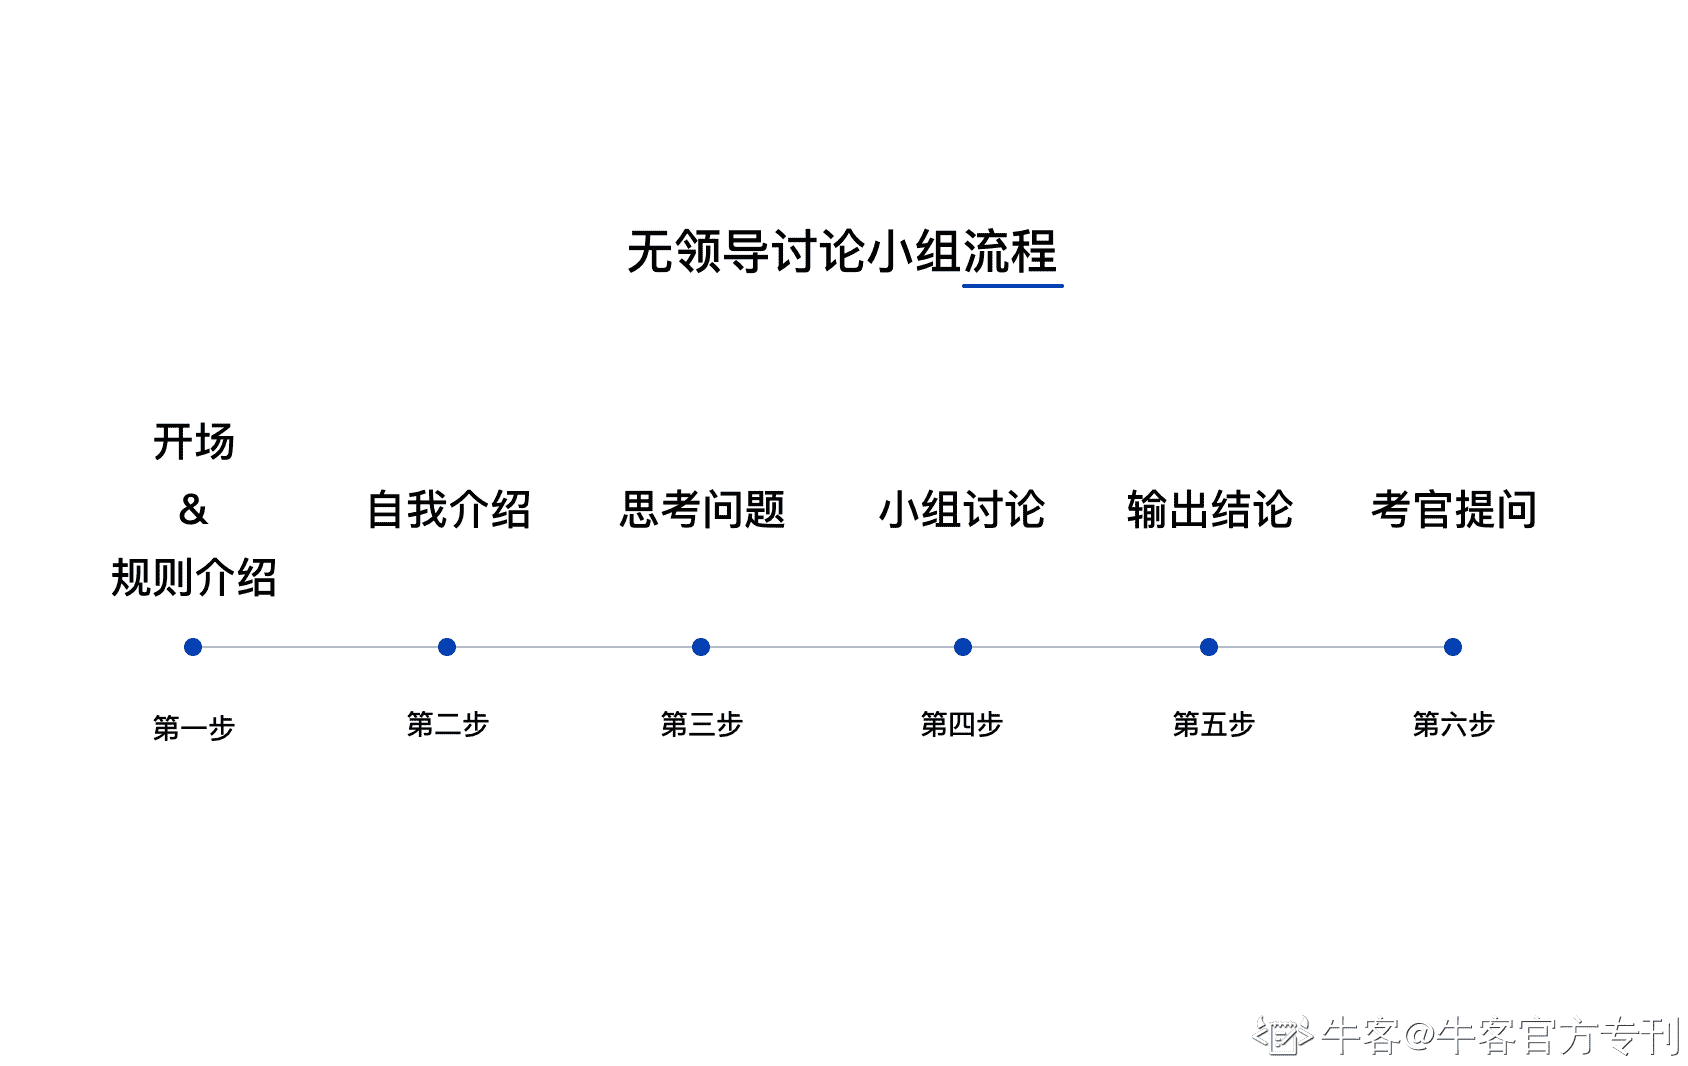 无领导讨论小组流程
开场
&
规则介绍
自我介绍
思考问题
小组讨论
输出结论
考官提问
第一步
第二步
第三步
第四步
第五步
第六步
牛客@牛客官方专刊